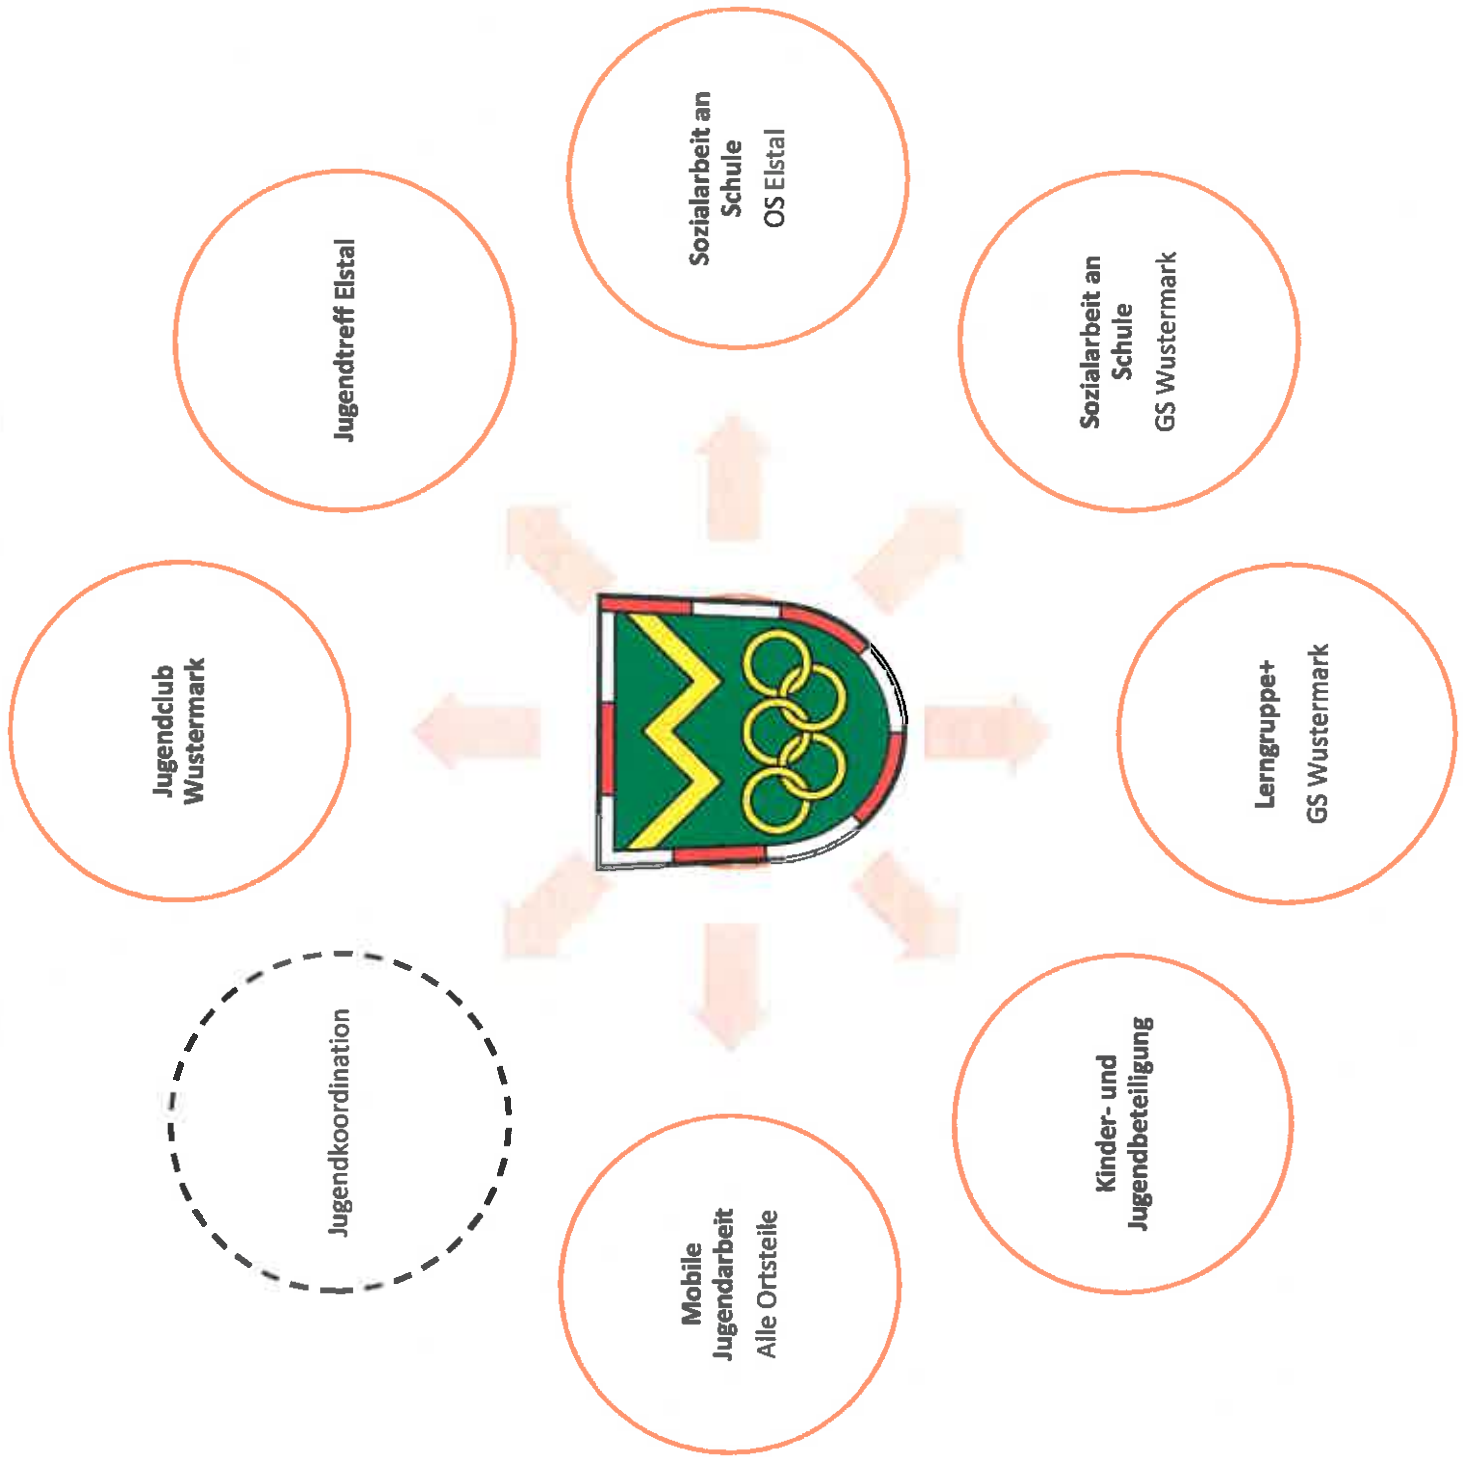 Jugendclub
Wustermark
Jugendtreff Elstal
Sozialarbeit an
Schule
OS Elstal
Sozialarbeit an
Schule
GS Wustermark
Lerngruppe+
GS Wustermark
Kinder- und
Jugendbeteiligung
Mobile
Jugendarbeit
Alle Ortsteile
Jugendkoordination